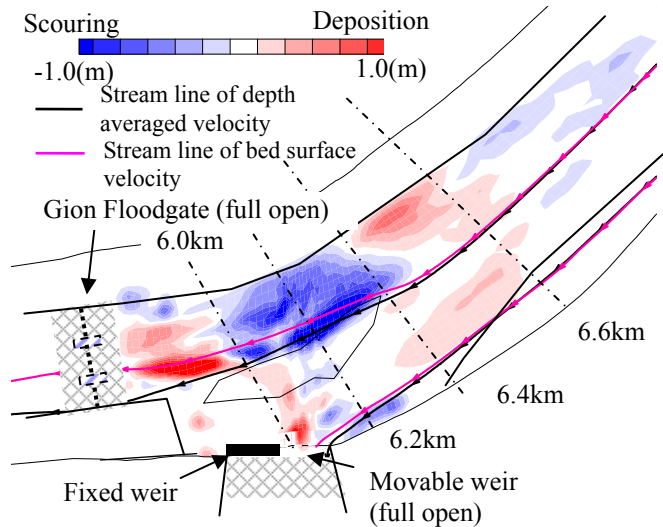 Scouring
Deposition
-1.0(m)
1.0(m)
Stream line of depth
averaged velocity
Stream line of bed surface
velocity
Gion Floodgate (full open)
6.0km
6.6km
6.4km
6.2km
Fixed weir
Movable weir
(full open)